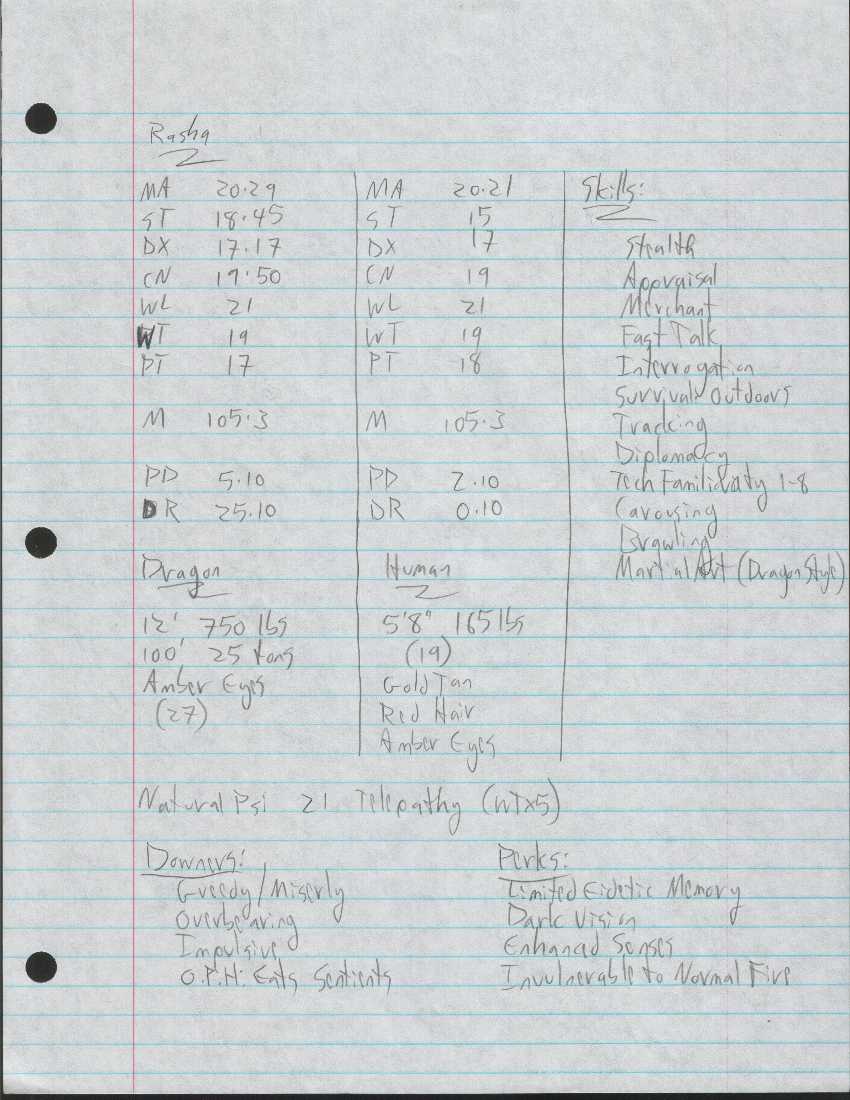 Rasha
MA 20.29
ST 18.45
DX 17.17
CN 19.50
WL 21
WT 19
PT 17
M 105.3
PD 5.10
DR 25.10
Dragon
12' 750 lbs
100' 25 tons
Amber Eyes
(27)
MA 20.21
ST 15
DX 17
CN 19
WL 21
WT 19
PT 18
M 105.3
PD 2.10
DR 0.10
Human
5'8" 165 lbs
(19)
Gold Tan
Red Hair
Amber Eyes
Skills:
Stealth
Appraisal
Merchant
Fast Talk
Interrogation
Survival: Outdoors
Tracking
Diplomacy
Tech Familiarity 1-8
Carousing
Brawling
Martial Art (Dragon Style)
Natural Psi 21 Telepathy (WTx5)
Downers:
Greedy/Miserly
Overbearing
Impulsive
O.P.H: Eats Sentients
Perks:
Limited Eidetic Memory
Dark Vision
Enhanced Senses
Invulnerable to Normal Fire